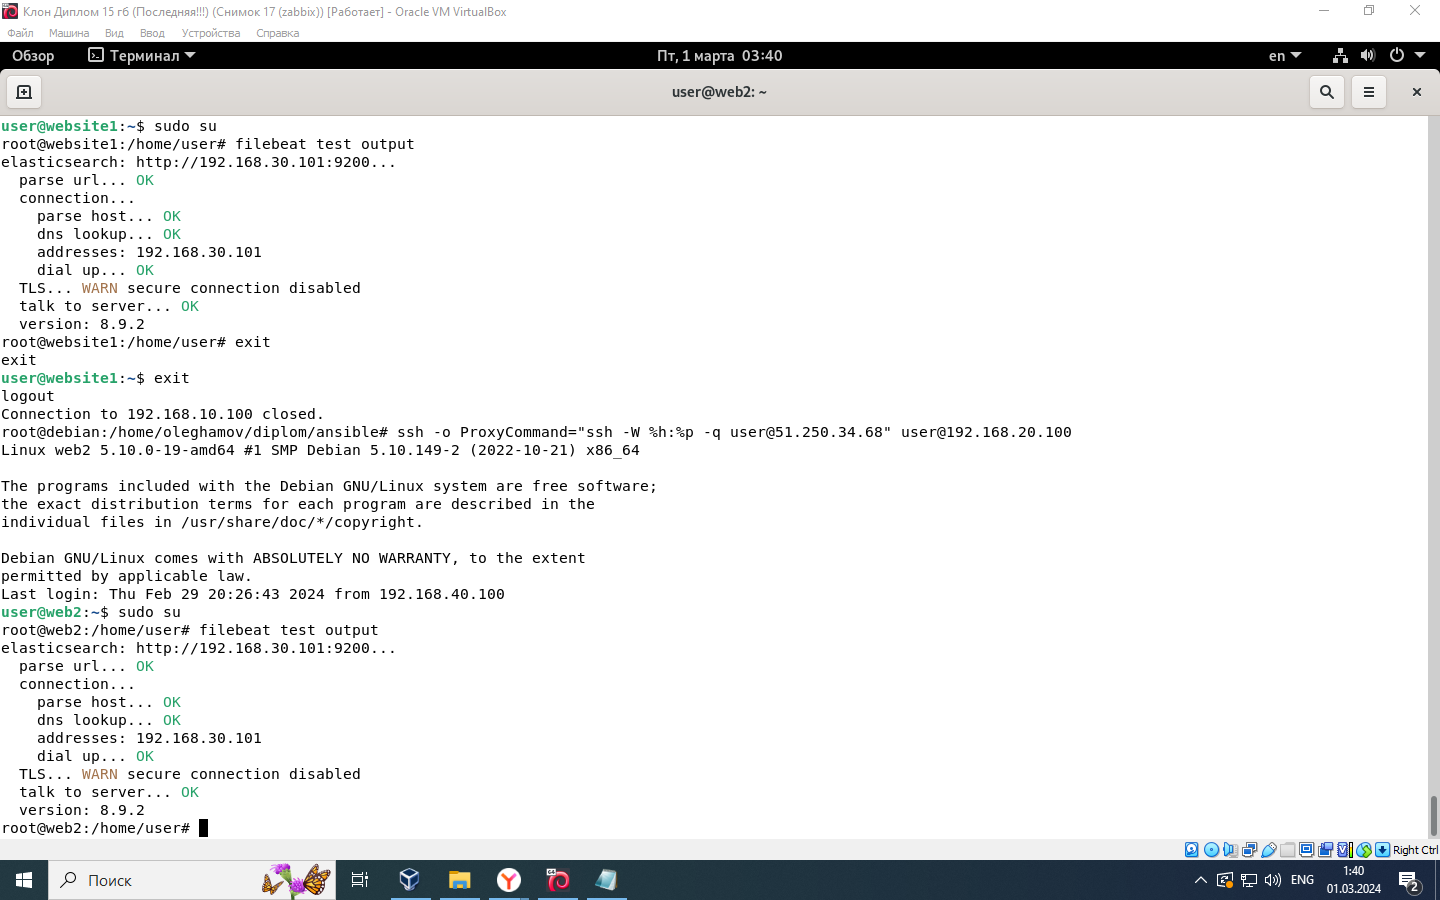 Клон Диплом 15 гб (Последняя!!!) (Снимок 17 (zabbix)) [Работает] - Oracle VM VirtualBox
Файл Машина Вид Ввод Устройства Справка
Обзор Терминал Пт, 1 марта 03:40 en
user@web2: ~
user@website1:~$ sudo su
root@website1:/home/user# filebeat test output
elasticsearch: http://192.168.30.101:9200...
  parse url... OK
  connection...
    parse host... OK
    dns lookup... OK
    addresses: 192.168.30.101
    dial up... OK
  TLS... WARN secure connection disabled
  talk to server... OK
  version: 8.9.2
root@website1:/home/user# exit
exit
user@website1:~$ exit
logout
Connection to 192.168.10.100 closed.
root@debian:/home/oleghamov/diplom/ansible# ssh -o ProxyCommand="ssh -W %h:%p -q user@51.250.34.68" user@192.168.20.100
Linux web2 5.10.0-19-amd64 #1 SMP Debian 5.10.149-2 (2022-10-21) x86_64
The programs included with the Debian GNU/Linux system are free software;
the exact distribution terms for each program are described in the
individual files in /usr/share/doc/*/copyright.
Debian GNU/Linux comes with ABSOLUTELY NO WARRANTY, to the extent
permitted by applicable law.
Last login: Thu Feb 29 20:26:43 2024 from 192.168.40.100
user@web2:~$ sudo su
root@web2:/home/user# filebeat test output
elasticsearch: http://192.168.30.101:9200...
  parse url... OK
  connection...
    parse host... OK
    dns lookup... OK
    addresses: 192.168.30.101
    dial up... OK
  TLS... WARN secure connection disabled
  talk to server... OK
  version: 8.9.2
root@web2:/home/user#
Right Ctrl
Поиск
ENG
1:40
01.03.2024
2